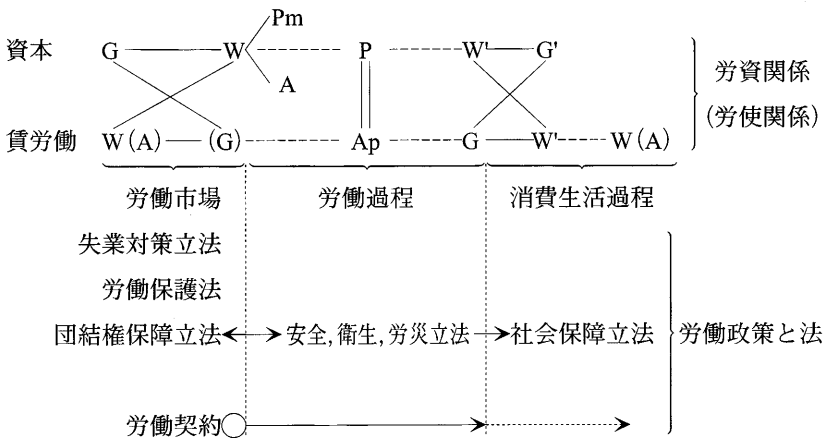 Pm
資本 G W P W' G'
A
労資関係
(労使関係)
賃労働 W(A) (G) Ap G W' W(A)
労働市場 労働過程 消費生活過程
失業対策立法
労働保護法
団結権保障立法 安全,衛生,労災立法 社会保障立法 労働政策と法
労働契約